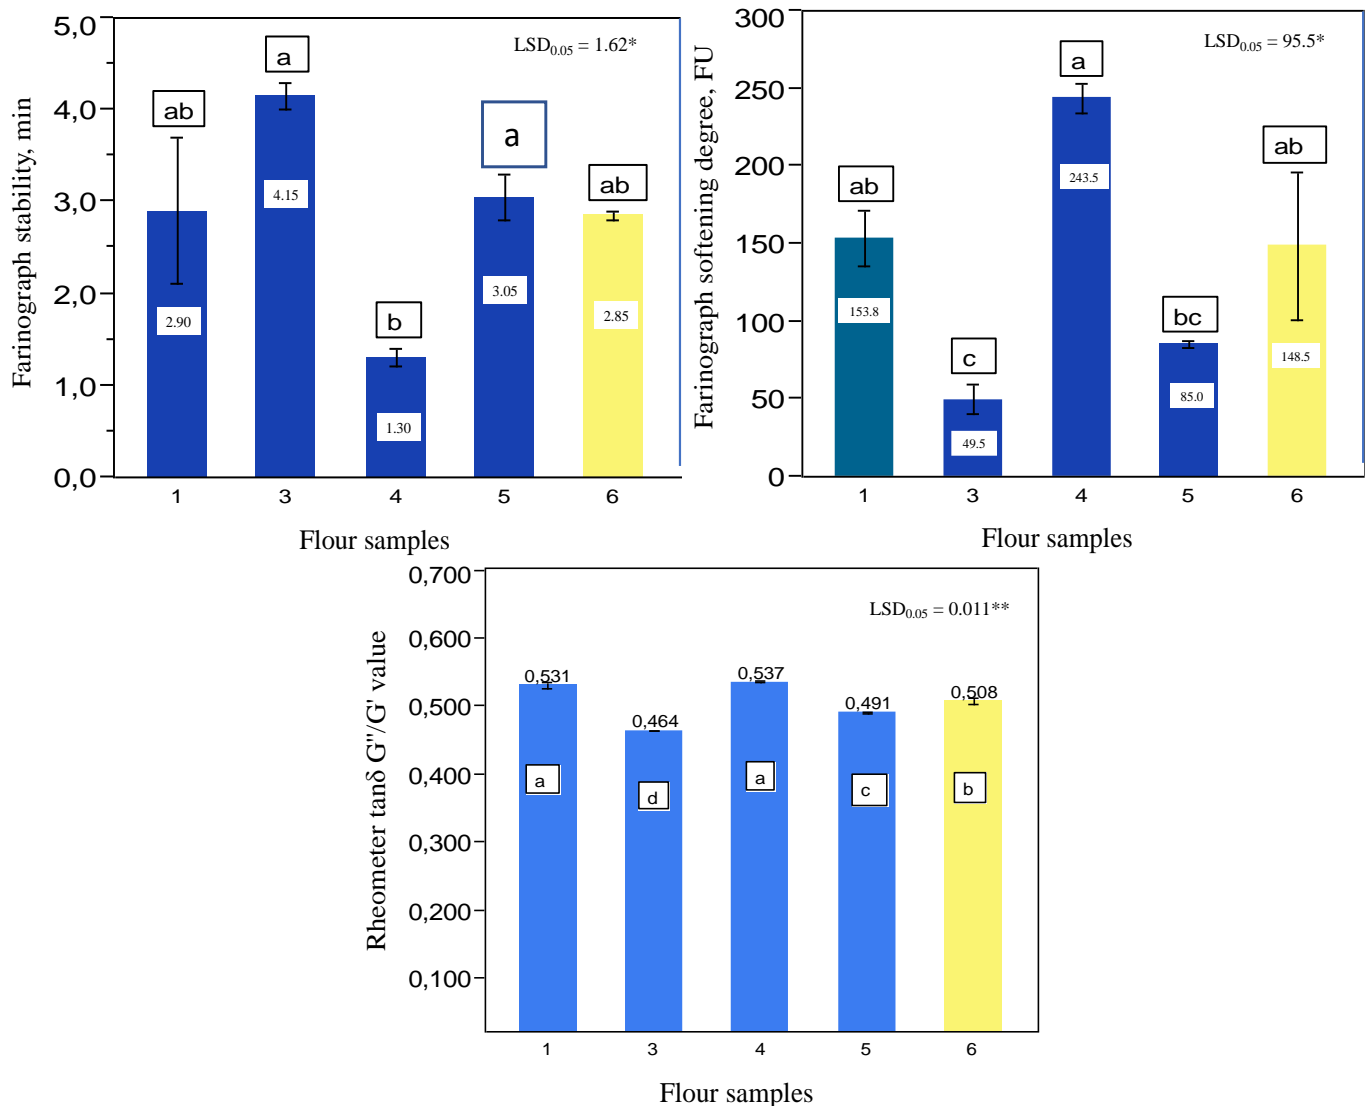 Farinograph stability, min
5,0
4,0
3,0
2,0
1,0
0,0
LSD0.05 = 1.62*
ab
a
b
a
ab
2.90
4.15
1.30
3.05
2.85
1 3 4 5 6
Flour samples
Farinograph softening degree, FU
300
250
200
150
100
50
0
LSD0.05 = 95.5*
ab
c
a
bc
ab
153.8
49.5
243.5
85.0
148.5
1 3 4 5 6
Flour samples
Rheometer tanδ G"/G' value
0,700
0,600
0,500
0,400
0,300
0,200
0,100
LSD0.05 = 0.011**
0,531
0,464
0,537
0,491
0,508
a
d
a
c
b
1 3 4 5 6
Flour samples